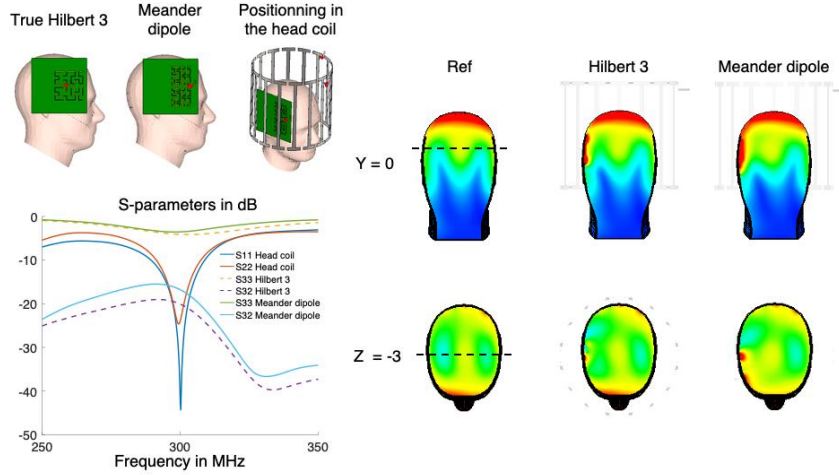 True Hilbert 3
Meander
dipole
Positionning in
the head coil
Ref
Hilbert 3
Meander dipole
Y = 0
Z = -3
S-parameters in dB
0
-10
-20
-30
-40
-50
S11 Head coil
S22 Head coil
S33 Hilbert 3
S32 Hilbert 3
S33 Meander dipole
S32 Meander dipole
250
300
350
Frequency in MHz